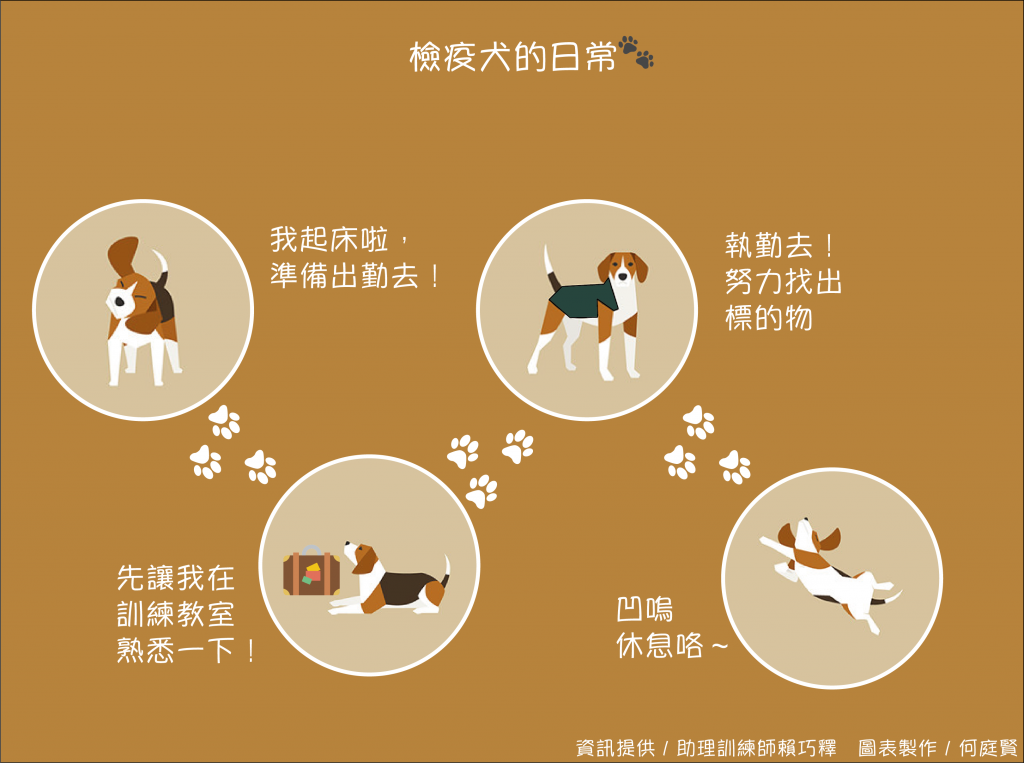 檢疫犬的日常
我起床啦，
準備出勤去！
執勤去！
努力找出
標的物
先讓我在
訓練教室
熟悉一下！
凹嗚
休息咯～
資訊提供 / 助理訓練師賴巧釋　圖表製作 / 何庭賢